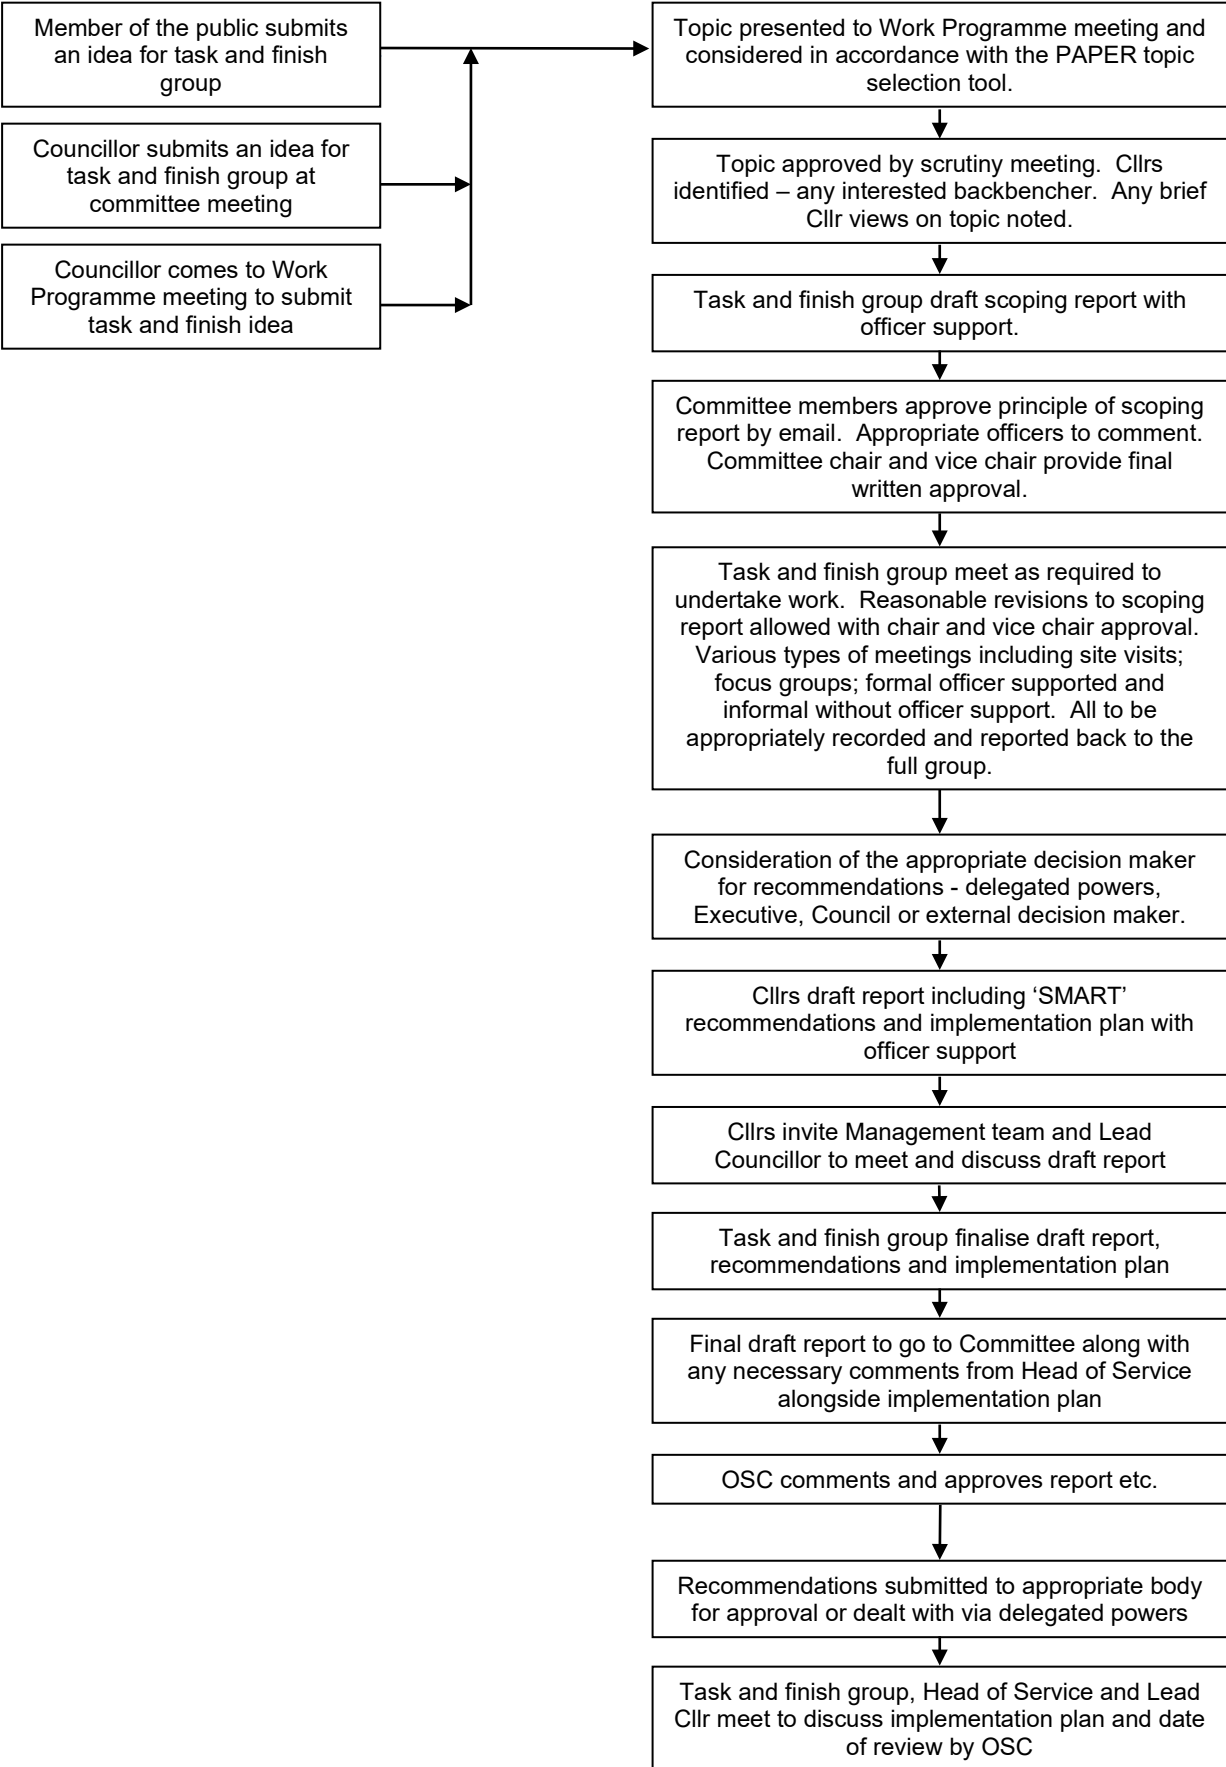 Member of the public submits
an idea for task and finish
group
Councillor submits an idea for
task and finish group at
committee meeting
Councillor comes to Work
Programme meeting to submit
task and finish idea
Topic presented to Work Programme meeting and
considered in accordance with the PAPER topic
selection tool.
Topic approved by scrutiny meeting.  Cllrs
identified – any interested backbencher.  Any brief
Cllr views on topic noted.
Task and finish group draft scoping report with
officer support.
Committee members approve principle of scoping
report by email.  Appropriate officers to comment.
Committee chair and vice chair provide final
written approval.
Task and finish group meet as required to
undertake work.  Reasonable revisions to scoping
report allowed with chair and vice chair approval.
Various types of meetings including site visits;
focus groups; formal officer supported and
informal without officer support.  All to be
appropriately recorded and reported back to the
full group.
Consideration of the appropriate decision maker
for recommendations - delegated powers,
Executive, Council or external decision maker.
Cllrs draft report including ‘SMART’
recommendations and implementation plan with
officer support
Cllrs invite Management team and Lead
Councillor to meet and discuss draft report
Task and finish group finalise draft report,
recommendations and implementation plan
Final draft report to go to Committee along with
any necessary comments from Head of Service
alongside implementation plan
OSC comments and approves report etc.
Recommendations submitted to appropriate body
for approval or dealt with via delegated powers
Task and finish group, Head of Service and Lead
Cllr meet to discuss implementation plan and date
of review by OSC